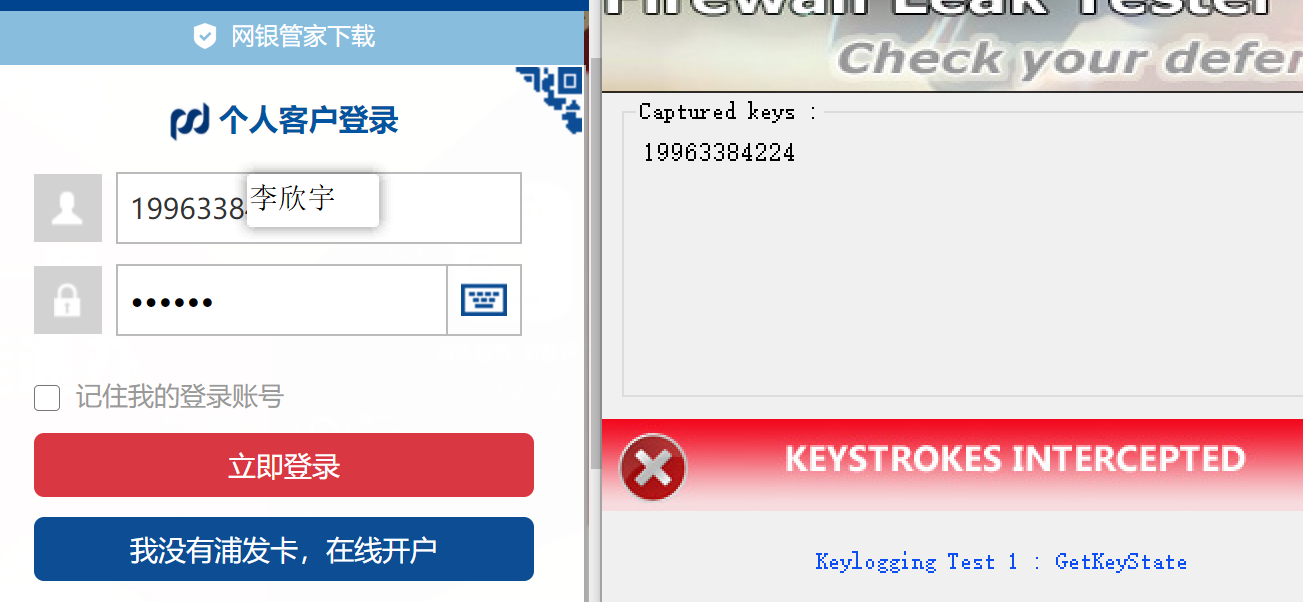 网银管家下载
个人客户登录
1996338
李欣宇
••••••
记住我的登录账号
立即登录
我没有浦发卡，在线开户
Firewall Leak Tester
Check your defen
Captured keys :
19963384224
KEYSTROKES INTERCEPTED
Keylogging Test 1 : GetKeyState